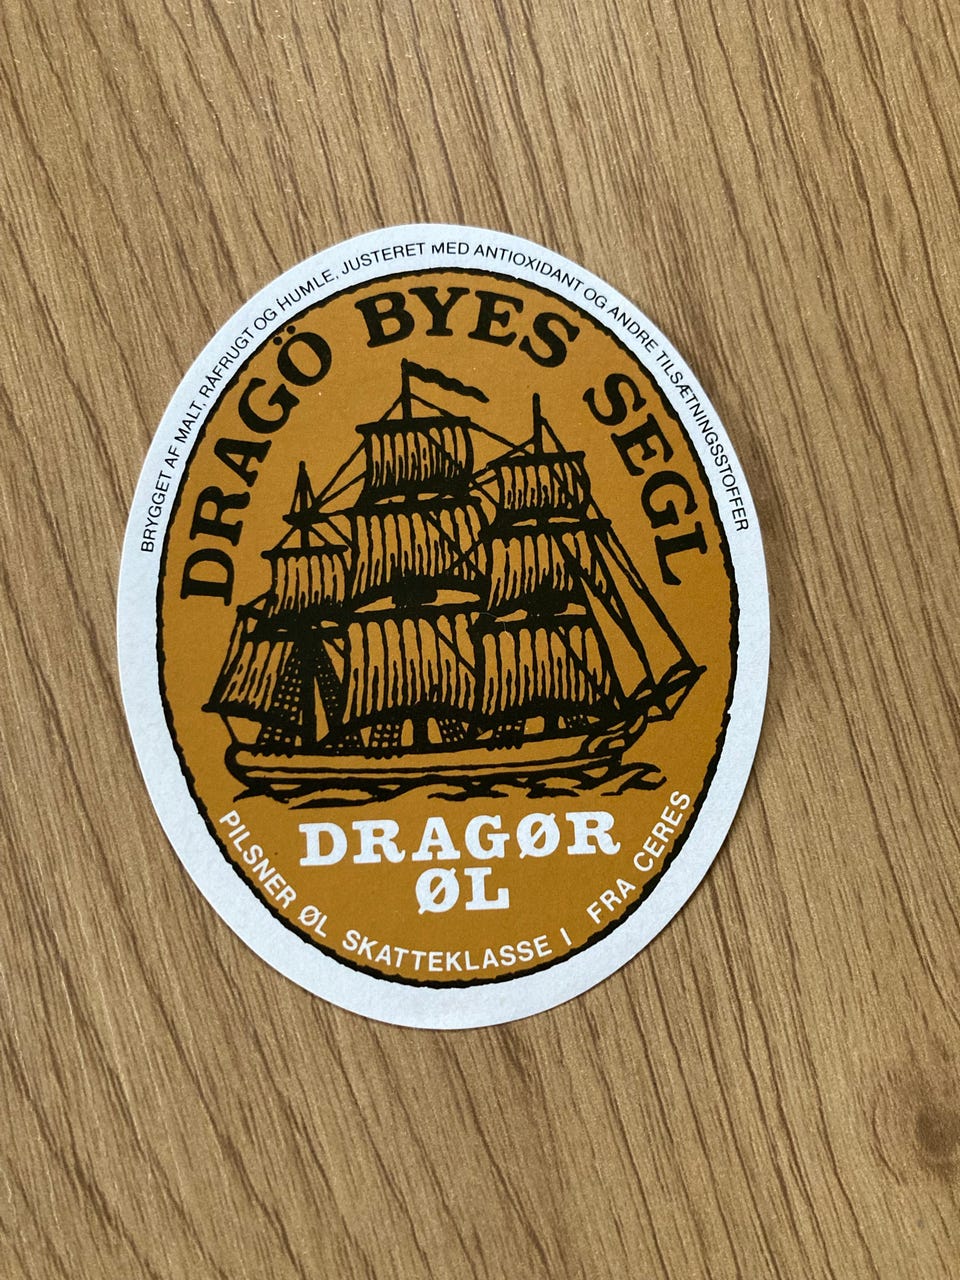 BRYGGET AF MALT, RÅFRUGT OG HUMLE, JUSTERET MED ANTIOXIDANT OG ANDRE TILSÆTNINGSSTOFFER
DRAGÖ BYES SEGL
DRAGØR
ØL
PILSNER ØL SKATTEKLASSE I FRA CERES